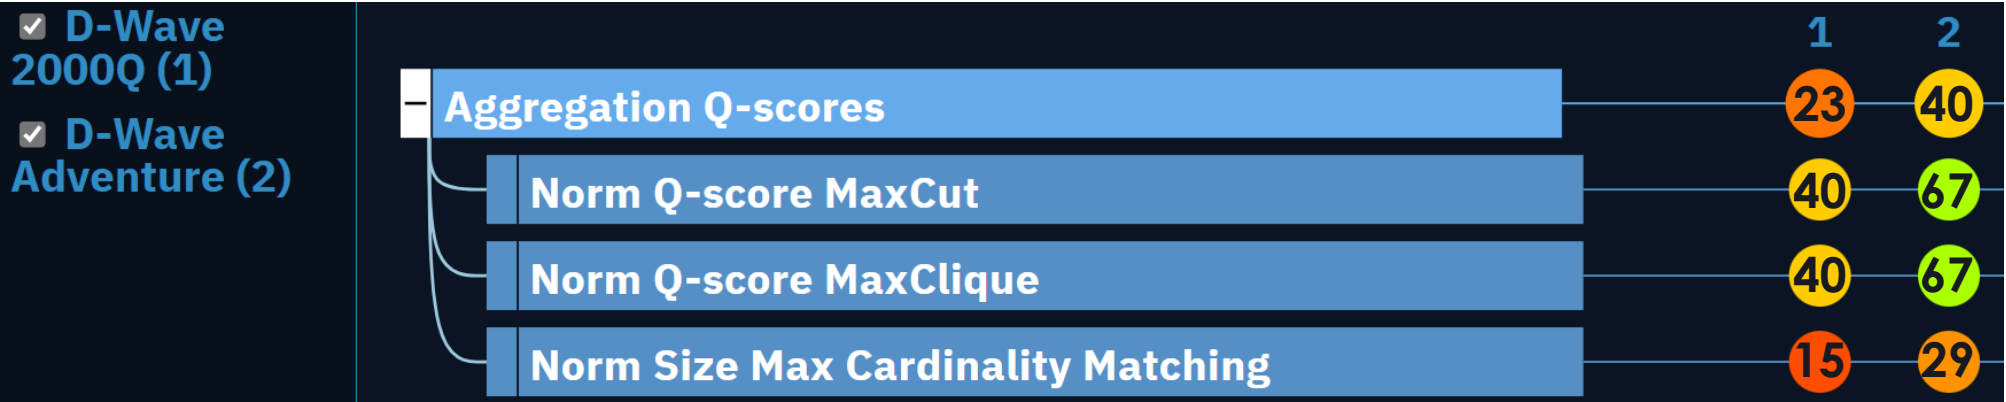 D-Wave
2000Q (1)
D-Wave
Adventure (2)
1 2
Aggregation Q-scores 23 40
Norm Q-score MaxCut 40 67
Norm Q-score MaxClique 40 67
Norm Size Max Cardinality Matching 15 29